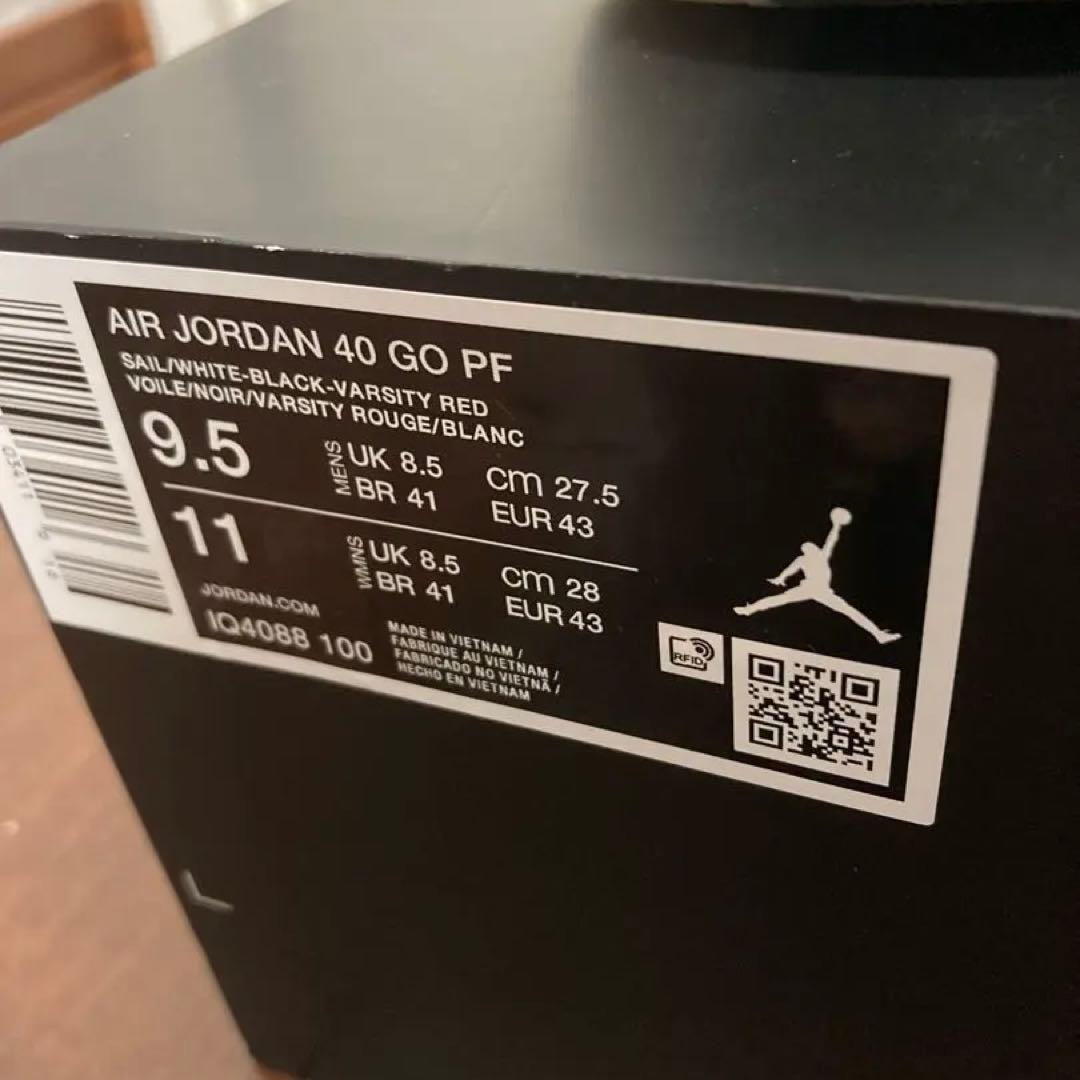 AIR JORDAN 40 GO PF
SAIL/WHITE-BLACK-VARSITY RED
VOILE/NOIR/VARSITY ROUGE/BLANC
9.5 MENS UK 8.5 cm 27.5
BR 41 EUR 43
11 WMNS UK 8.5 cm 28
BR 41 EUR 43
JORDAN.COM
IQ4088 100
MADE IN VIETNAM /
FABRIQUE AU VIETNAM /
FABRICADO NO VIETNÃ /
HECHO EN VIETNAM
RFID